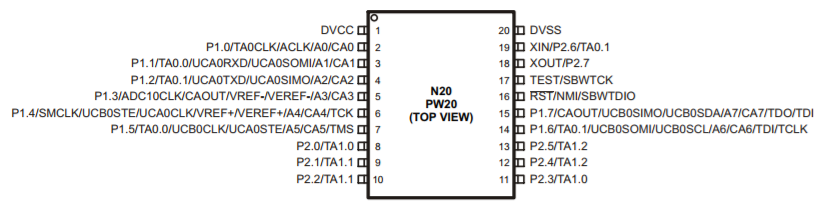 DVCC 1 20 DVSS
P1.0/TA0CLK/ACLK/A0/CA0 2 19 XIN/P2.6/TA0.1
P1.1/TA0.0/UCA0RXD/UCA0SOMI/A1/CA1 3 18 XOUT/P2.7
P1.2/TA0.1/UCA0TXD/UCA0SIMO/A2/CA2 4 17 TEST/SBWTCK
P1.3/ADC10CLK/CAOUT/VREF-/VEREF-/A3/CA3 5 N20 16 RST/NMI/SBWTDIO
P1.4/SMCLK/UCB0STE/UCA0CLK/VREF+/VEREF+/A4/CA4/TCK 6 PW20 15 P1.7/CAOUT/UCB0SIMO/UCB0SDA/A7/CA7/TDO/TDI
P1.5/TA0.0/UCB0CLK/UCA0STE/A5/CA5/TMS 7 (TOP VIEW) 14 P1.6/TA0.1/UCB0SOMI/UCB0SCL/A6/CA6/TDI/TCLK
P2.0/TA1.0 8 13 P2.5/TA1.2
P2.1/TA1.1 9 12 P2.4/TA1.2
P2.2/TA1.1 10 11 P2.3/TA1.0